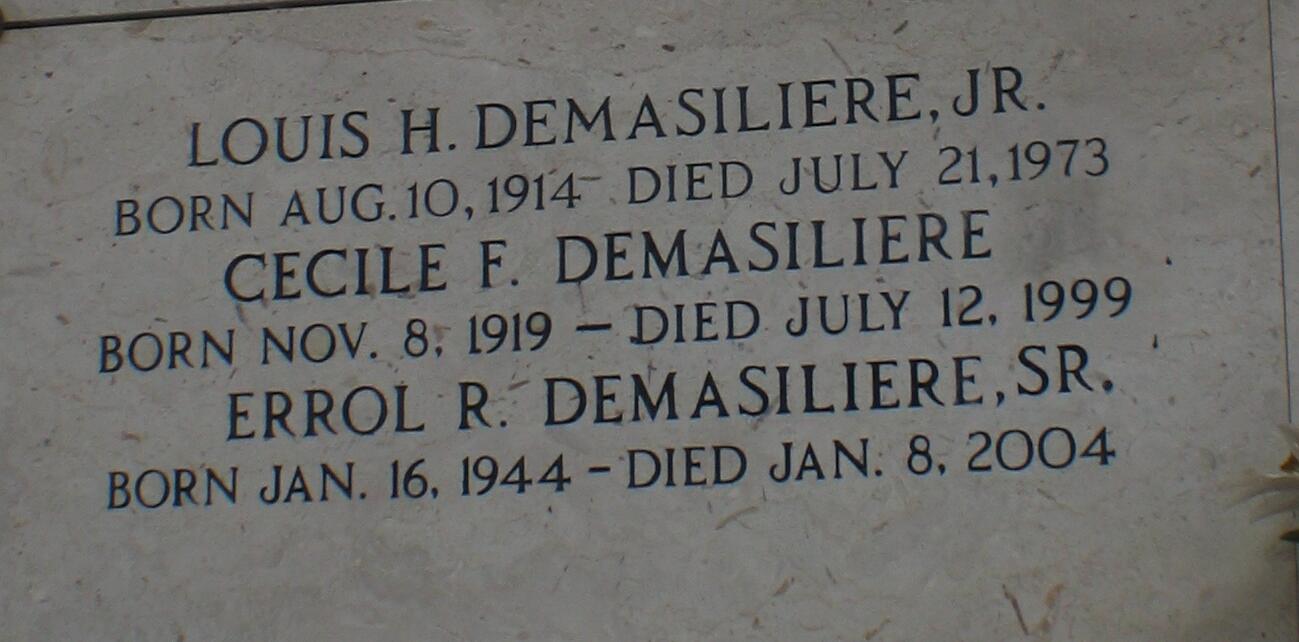 LOUIS H. DEMASILIERE, JR.
BORN AUG. 10, 1914 - DIED JULY 21, 1973
CECILE F. DEMASILIERE
BORN NOV. 8, 1919 - DIED JULY 12, 1999
ERROL R. DEMASILIERE, SR.
BORN JAN. 16, 1944 - DIED JAN. 8, 2004